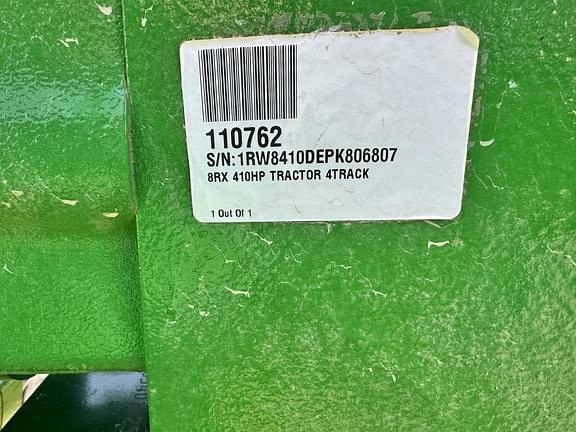 110762
S/N:1RW8410DEPK806807
8RX 410HP TRACTOR 4TRACK
1 Out Of 1